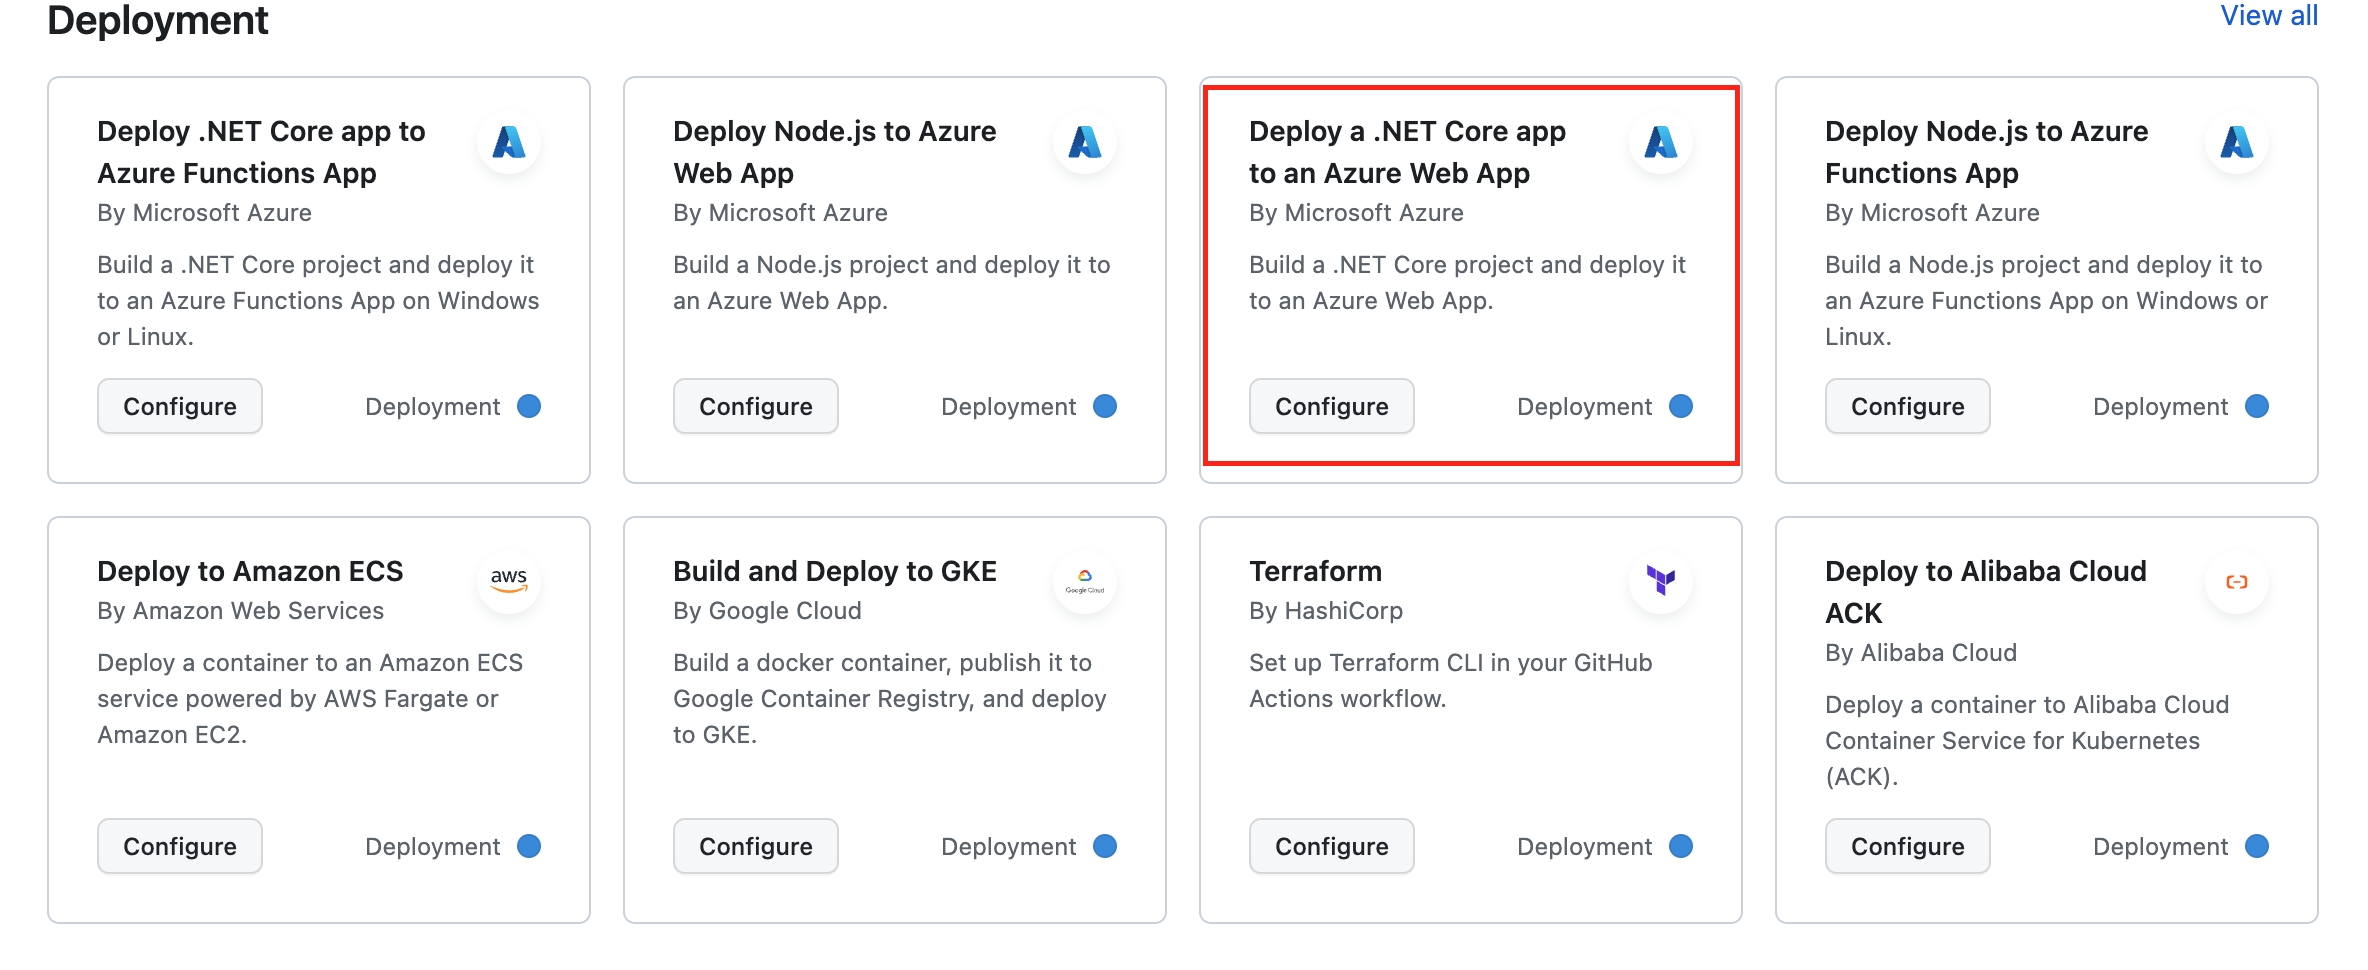 Deployment
View all
Deploy .NET Core app to
Azure Functions App
By Microsoft Azure
Build a .NET Core project and deploy it
to an Azure Functions App on Windows
or Linux.
Configure
Deployment
Deploy Node.js to Azure
Web App
By Microsoft Azure
Build a Node.js project and deploy it to
an Azure Web App.
Configure
Deployment
Deploy a .NET Core app
to an Azure Web App
By Microsoft Azure
Build a .NET Core project and deploy it
to an Azure Web App.
Configure
Deployment
Deploy Node.js to Azure
Functions App
By Microsoft Azure
Build a Node.js project and deploy it to
an Azure Functions App on Windows or
Linux.
Configure
Deployment
Deploy to Amazon ECS
aws
By Amazon Web Services
Deploy a container to an Amazon ECS
service powered by AWS Fargate or
Amazon EC2.
Configure
Deployment
Build and Deploy to GKE
Google Cloud
By Google Cloud
Build a docker container, publish it to
Google Container Registry, and deploy
to GKE.
Configure
Deployment
Terraform
By HashiCorp
Set up Terraform CLI in your GitHub
Actions workflow.
Configure
Deployment
Deploy to Alibaba Cloud
ACK
By Alibaba Cloud
Deploy a container to Alibaba Cloud
Container Service for Kubernetes
(ACK).
Configure
Deployment